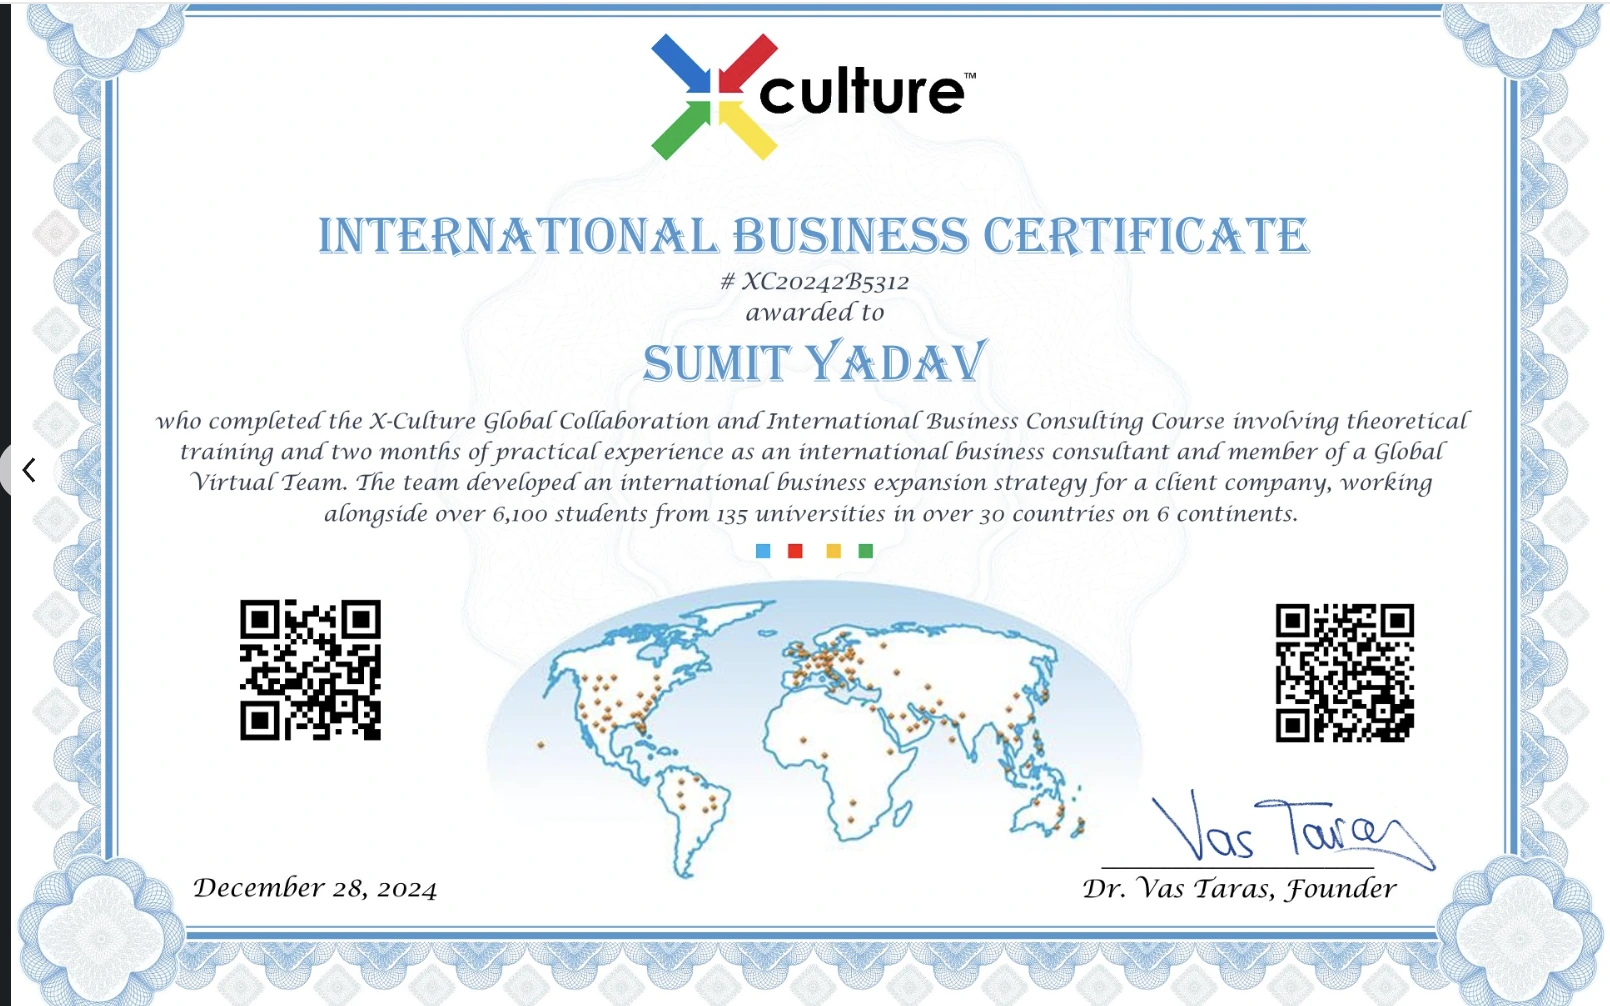 culture™
INTERNATIONAL BUSINESS CERTIFICATE
# XC20242B5312
awarded to
SUMIT YADAV
who completed the X-Culture Global Collaboration and International Business Consulting Course involving theoretical
training and two months of practical experience as an international business consultant and member of a Global
Virtual Team. The team developed an international business expansion strategy for a client company, working
alongside over 6,100 students from 135 universities in over 30 countries on 6 continents.
Vas Taras
December 28, 2024
Dr. Vas Taras, Founder